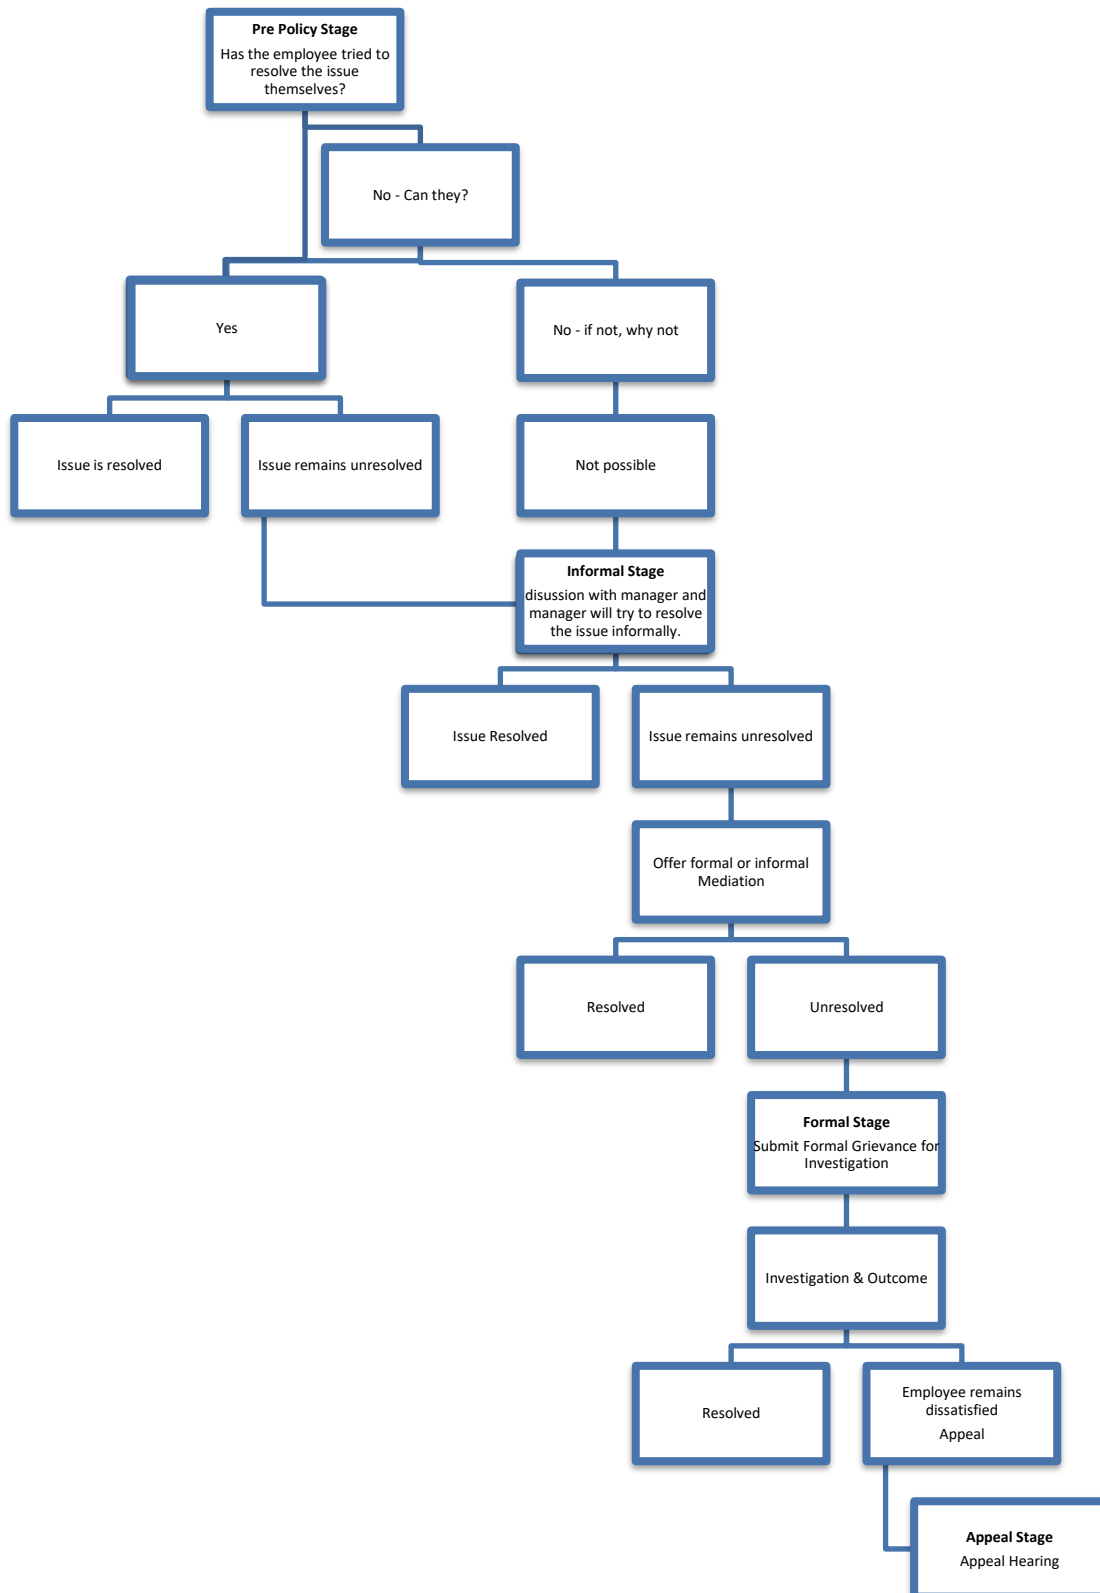 Pre Policy Stage
Has the employee tried to
resolve the issue
themselves?
No - Can they?
Yes
No - if not, why not
Issue is resolved
Issue remains unresolved
Not possible
Informal Stage
disussion with manager and
manager will try to resolve
the issue informally.
Issue Resolved
Issue remains unresolved
Offer formal or informal
Mediation
Resolved
Unresolved
Formal Stage
Submit Formal Grievance for
Investigation
Investigation & Outcome
Resolved
Employee remains
dissatisfied
Appeal
Appeal Stage
Appeal Hearing